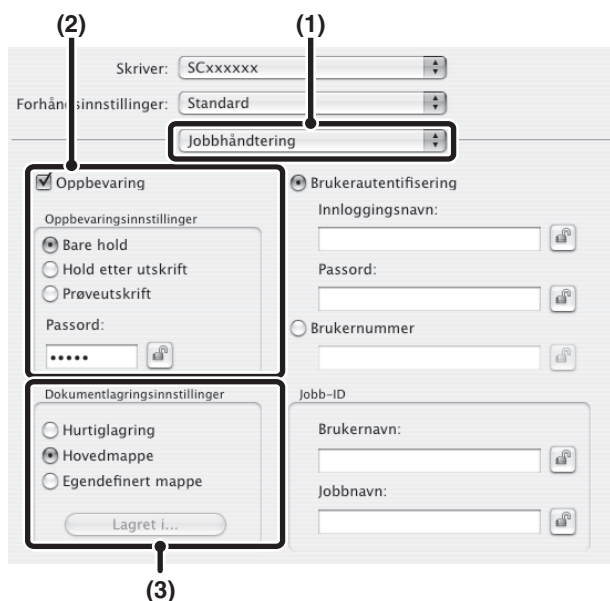 (2)
(1)
Skriver: SCxxxxxx
Forhåndsinnstillinger: Standard
Jobbhåndtering
Oppbevaring
Oppbevaringsinnstillinger
Bare hold
Hold etter utskrift
Prøveutskrift
Passord:
•••••
Dokumentlagringsinnstillinger
Hurtiglagring
Hovedmappe
Egendefinert mappe
Lagret i...
(3)
Brukerautentifisering
Innloggingsnavn:
Passord:
Brukernummer
Jobb-ID
Brukernavn:
Jobbnavn: